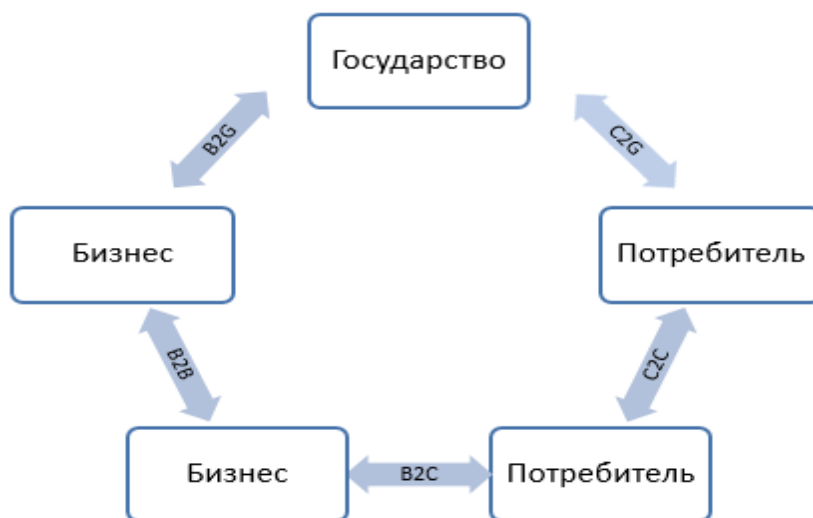 Государство
B2G
C2G
Бизнес
Потребитель
B2B
C2C
Бизнес
B2C
Потребитель